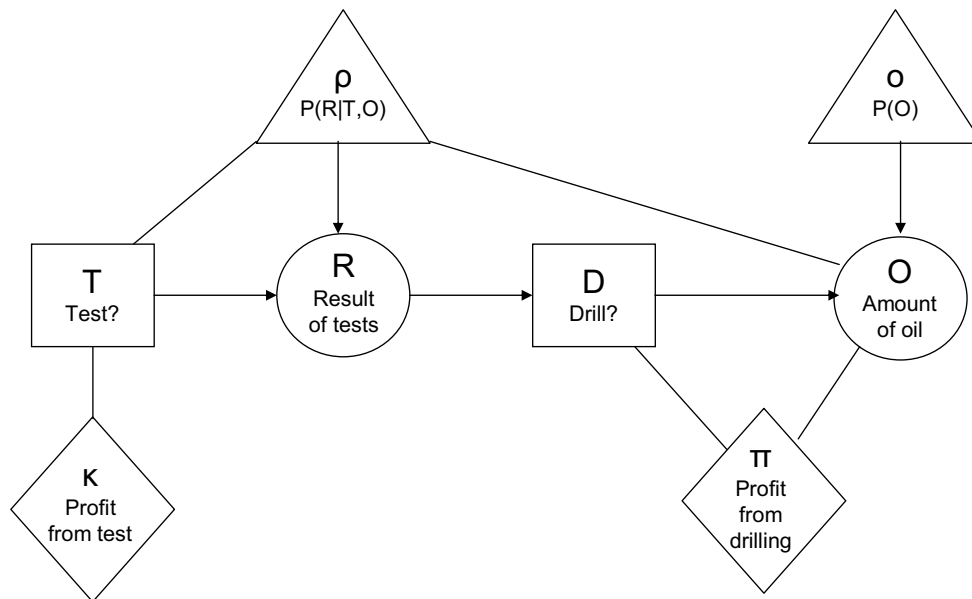 ρ
P(R|T,O)
o
P(O)
T
Test?
R
Result
of tests
D
Drill?
O
Amount
of oil
κ
Profit
from test
π
Profit
from
drilling